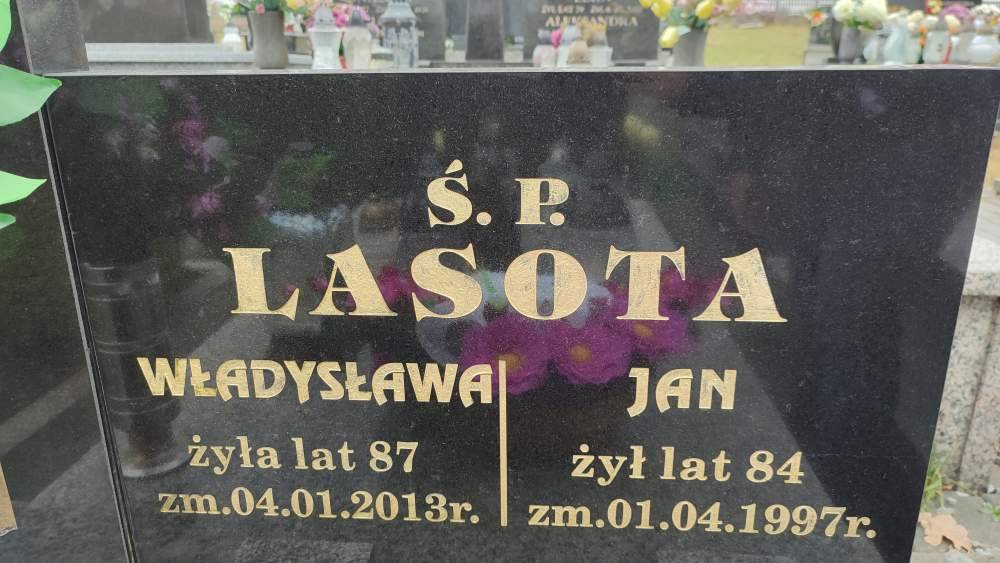 ALEKSANDRA
Ś. P.
LASOTA
WŁADYSŁAWA
żyła lat 87
zm.04.01.2013r.
JAN
żył lat 84
zm.01.04.1997r.